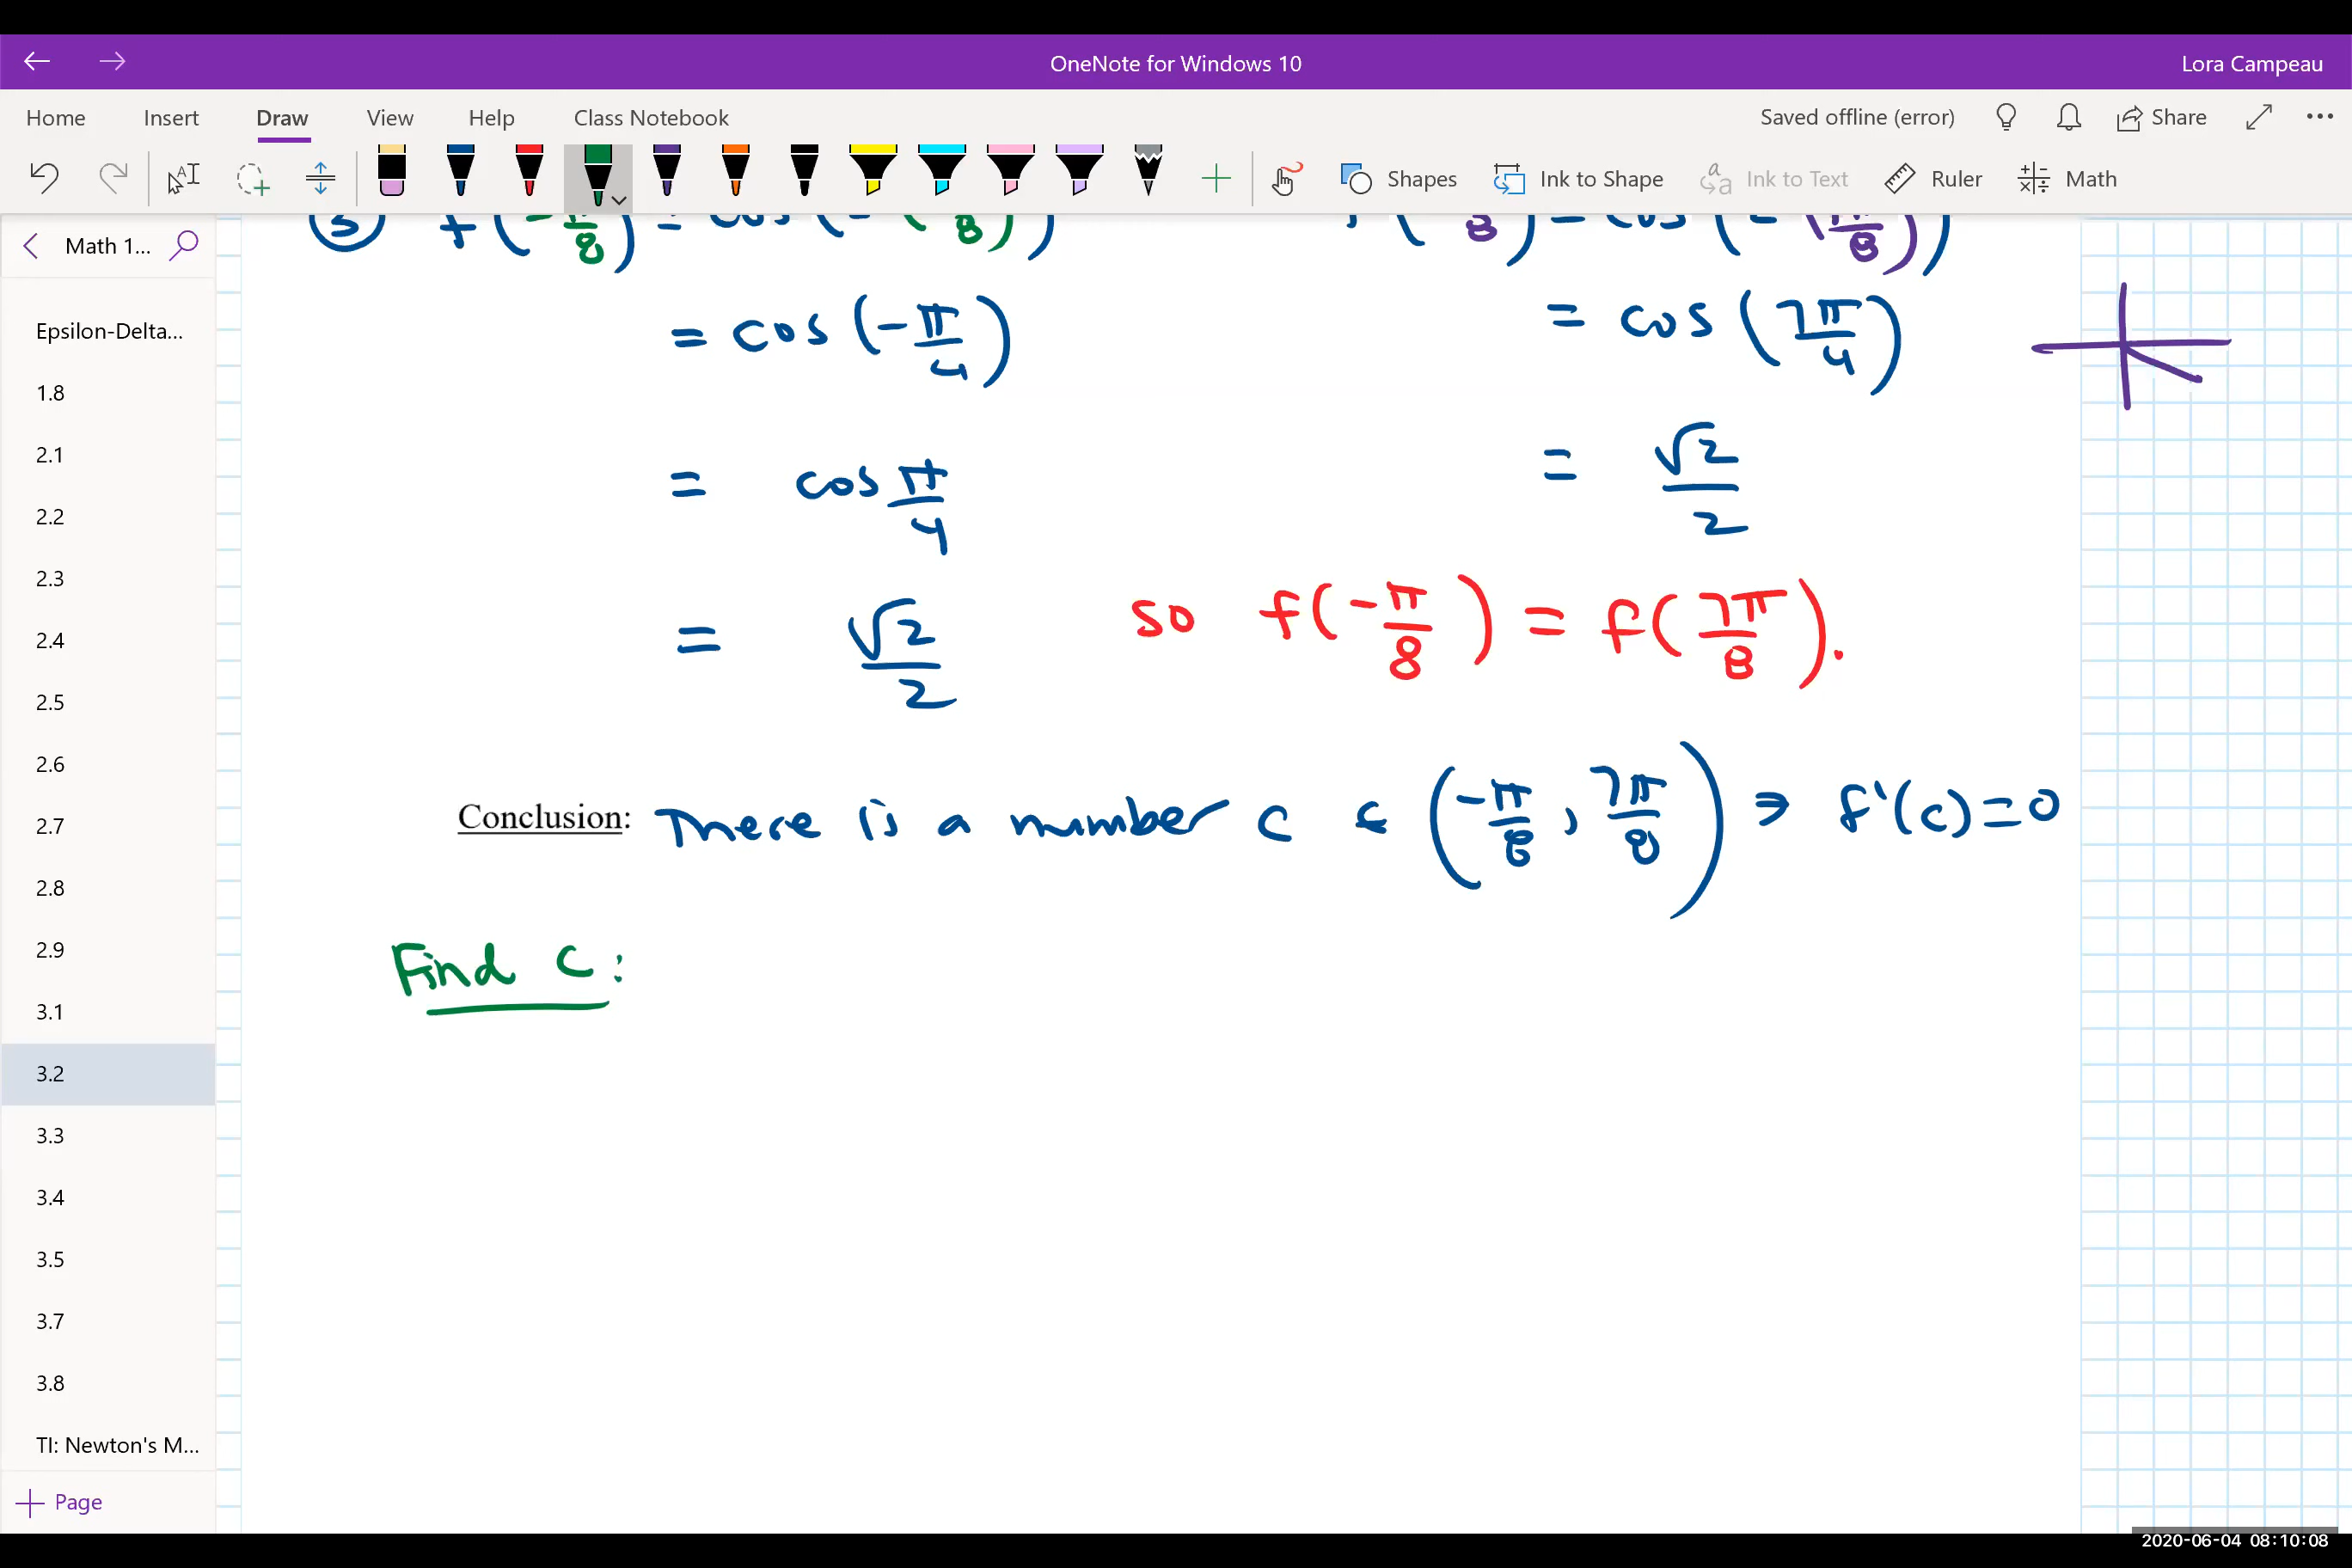 OneNote for Windows 10
Lora Campeau
Home Insert Draw View Help Class Notebook
Saved offline (error) Share
Shapes Ink to Shape Ink to Text Ruler Math
Math 1...
Epsilon-Delta...
1.8
2.1
2.2
2.3
2.4
2.5
2.6
2.7
2.8
2.9
3.1
3.2
3.3
3.4
3.5
3.7
3.8
TI: Newton's M...
Page
= cos (-π/4)
= cos (7π/4)
= cos π/4
= √2/2
= √2/2
so f(-π/8) = f(7π/8).
Conclusion: There is a number c ϵ (-π/8, 7π/8) ∋ f'(c)=0
Find c:
2020-06-04 08:10:08